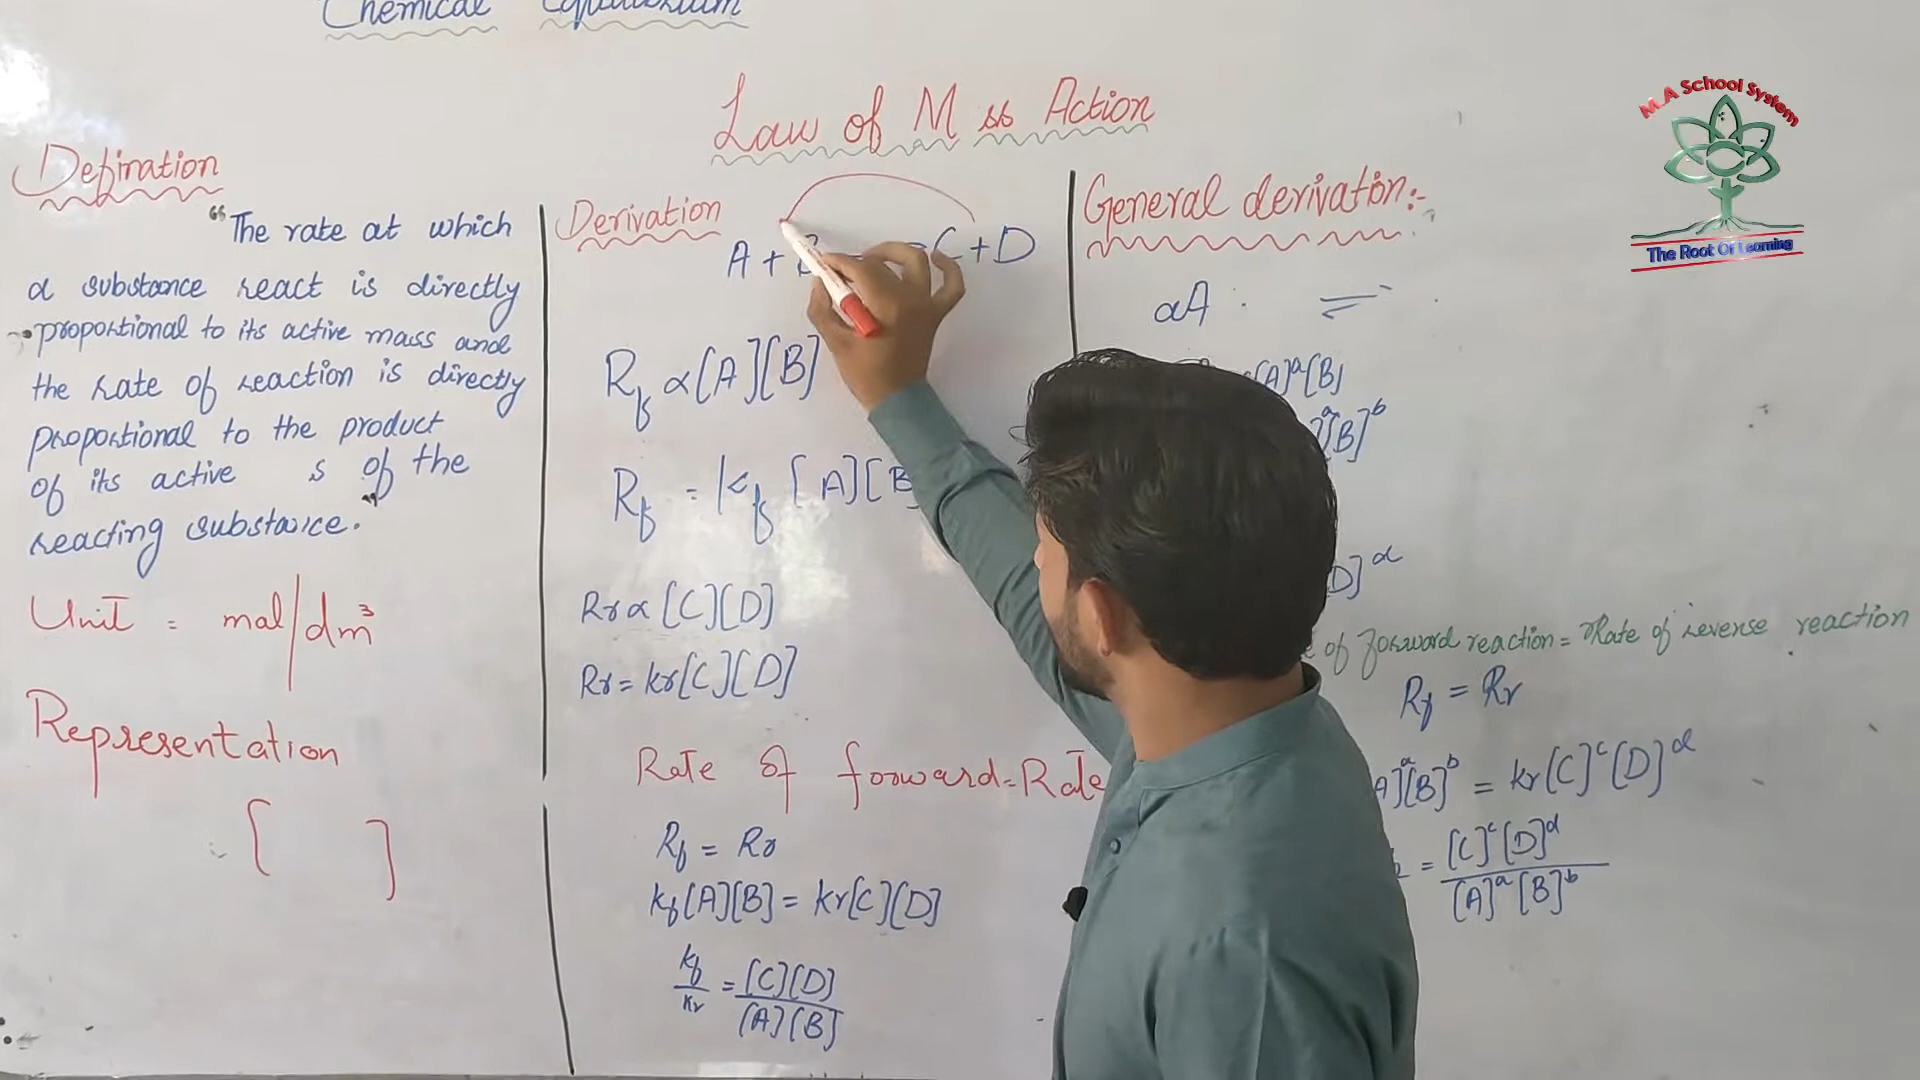 Chemical Equilibrium
Law of M ss Action
Defination
"The rate at which
a substance react is directly
proportional to its active mass and
the rate of reaction is directly
proportional to the product
of its active s of the
reacting substance."
Unit = mol/dm³
Representation
[ ]
Derivation
A + B C + D
Rf ∝ [A][B]
Rf = kf [A][B
Rr ∝ [C][D]
Rr = kr[C][D]
Rate of forward = Rate
Rf = Rr
kf[A][B] = kr[C][D]
kf/kr = [C][D]/[A][B]
General derivation:-
aA ⇌
[A]ᵃ[B]
]ᵃ[B]ᵇ
[D]ᵈ
of forward reaction = Rate of reverse reaction
Rf = Rr
A]ᵃ[B]ᵇ = kr[C]ᶜ[D]ᵈ
= [C]ᶜ[D]ᵈ/[A]ᵃ[B]ᵇ
M.A School System
The Root Of Learning